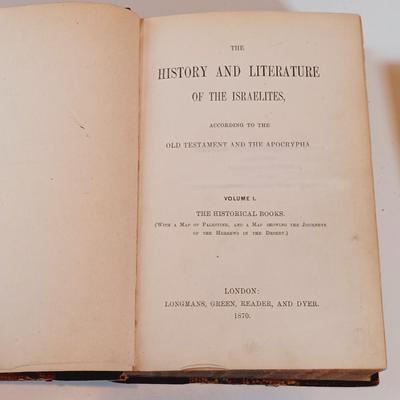 THE
HISTORY AND LITERATURE
OF THE ISRAELITES,
ACCORDING TO THE
OLD TESTAMENT AND THE APOCRYPHA
VOLUME I.
THE HISTORICAL BOOKS.
(WITH A MAP OF PALESTINE, AND A MAP SHOWING THE JOURNEYS
OF THE HEBREWS IN THE DESERT.)
LONDON:
LONGMANS, GREEN, READER, AND DYER.
1870.